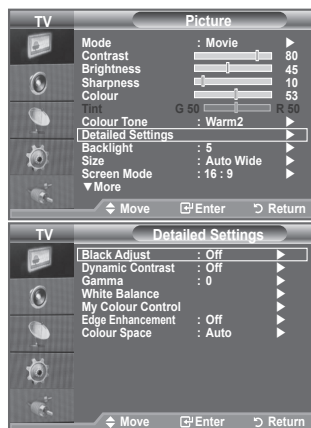 TV Picture
Mode : Movie ▶
Contrast 80
Brightness 45
Sharpness 10
Colour 53
Tint G 50 R 50
Colour Tone : Warm2 ▶
Detailed Settings ▶
Backlight : 5 ▶
Size : Auto Wide ▶
Screen Mode : 16 : 9 ▶
▼More
Move Enter Return
TV Detailed Settings
Black Adjust : Off ▶
Dynamic Contrast : Off ▶
Gamma : 0 ▶
White Balance ▶
My Colour Control ▶
Edge Enhancement : Off ▶
Colour Space : Auto ▶
Move Enter Return